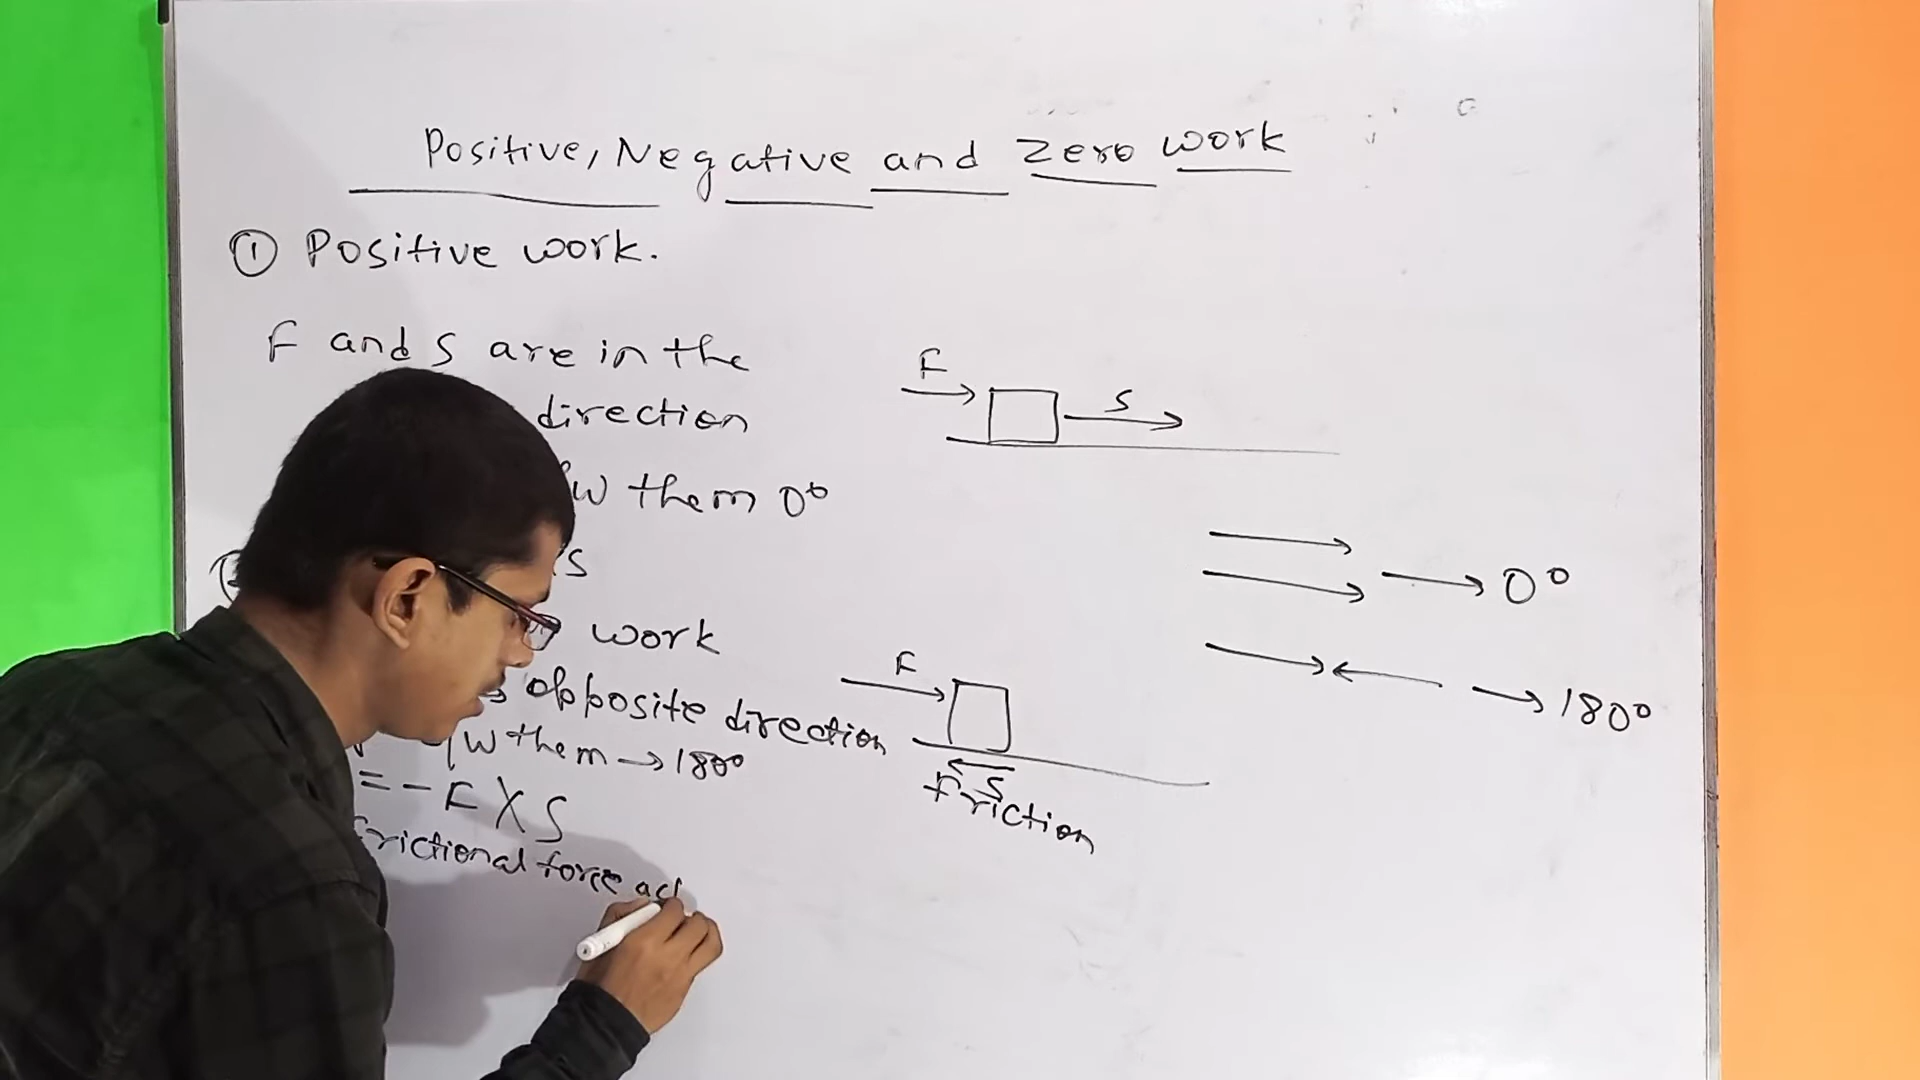 Positive, Negative and Zero work
① Positive work.
F and S are in the
direction
F
S
w them 0°
S
0°
work
opposite direction
F
180°
/w them → 180°
S
= - F X S
Friction
frictional force act